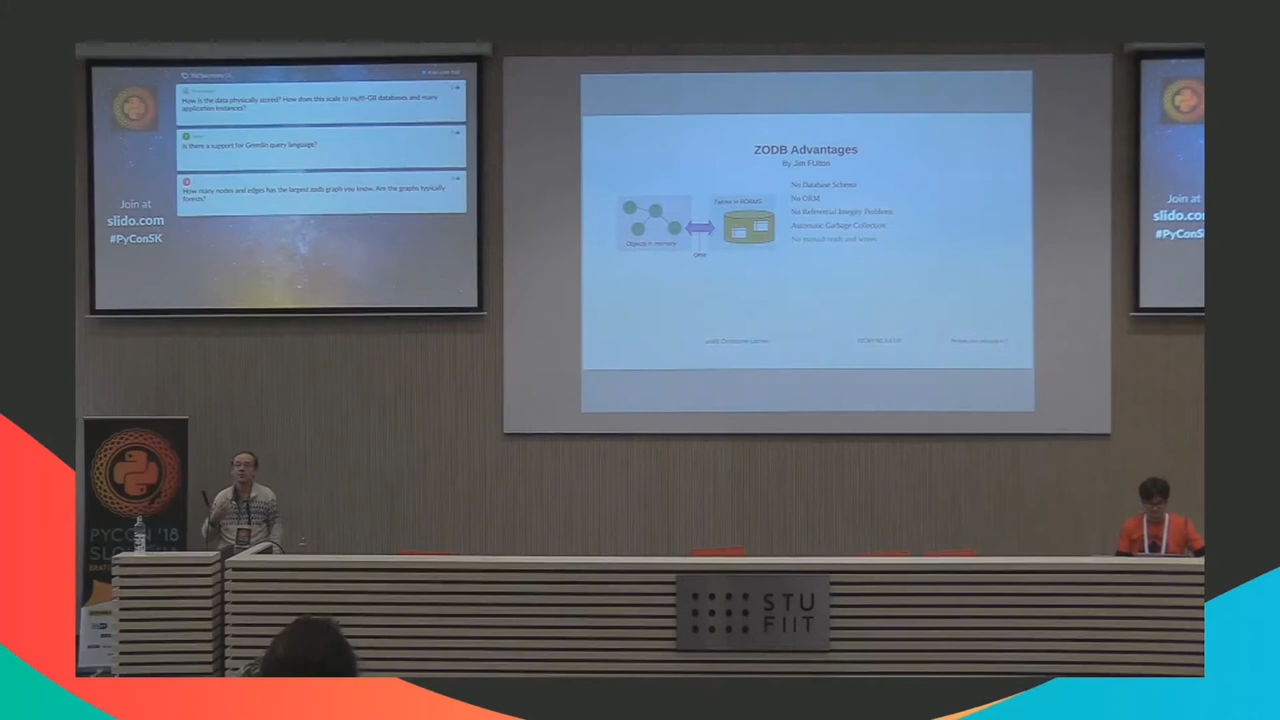 How is the data physically stored? How does this scale to multi-GB databases and many
application instances?
Is there a support for Gremlin query language?
How many nodes and edges has the largest zodb graph you know. Are the graphs typically
forests?
Join at
slido.com
#PyConSK
ZODB Advantages
By Jim FUlton
No Database Schema
No ORM
No Referential Integrity Problems
Automatic Garbage Collection
No manual reads and writes
Tables in RDBMS
Objects in memory
ORM
Join at
slido.co
#PyConS
PYCON '18
SLO
BRATI
STU
FIIT